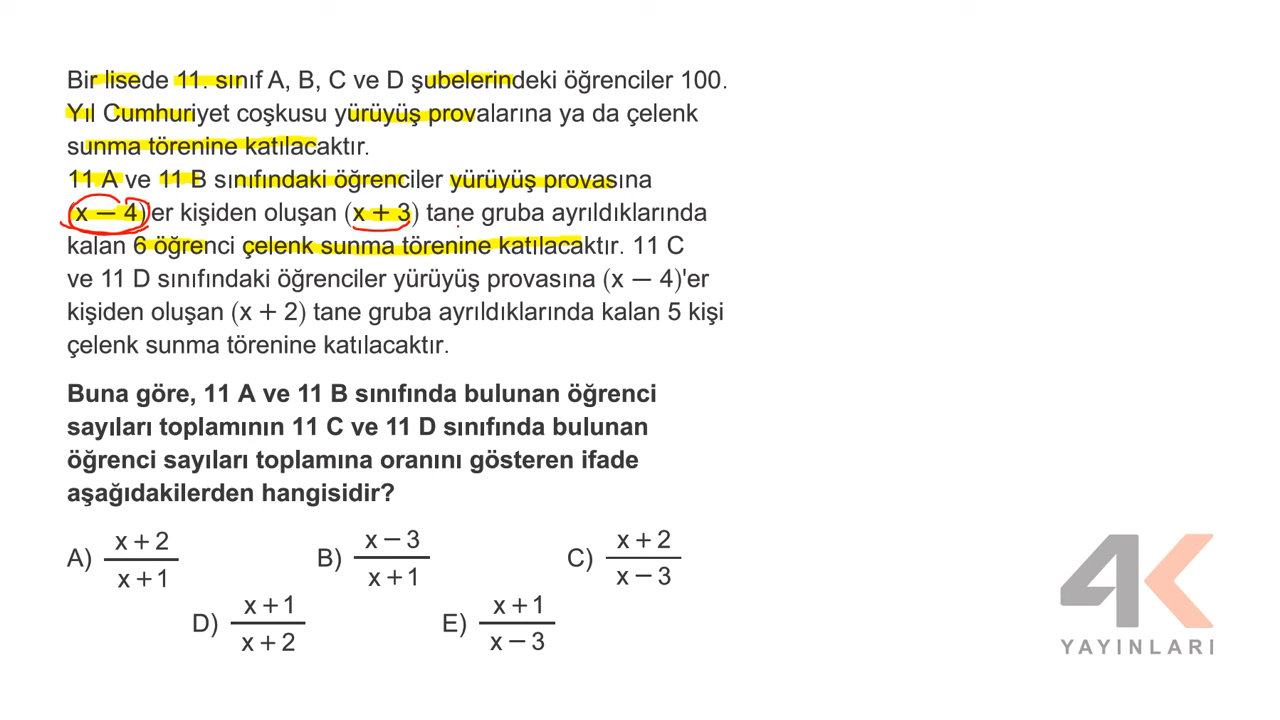 Bir lisede 11. sınıf A, B, C ve D şubelerindeki öğrenciler 100.
Yıl Cumhuriyet coşkusu yürüyüş provalarına ya da çelenk
sunma törenine katılacaktır.
11 A ve 11 B sınıfındaki öğrenciler yürüyüş provasına
(x – 4)'er kişiden oluşan (x + 3) tane gruba ayrıldıklarında
kalan 6 öğrenci çelenk sunma törenine katılacaktır. 11 C
ve 11 D sınıfındaki öğrenciler yürüyüş provasına (x – 4)'er
kişiden oluşan (x + 2) tane gruba ayrıldıklarında kalan 5 kişi
çelenk sunma törenine katılacaktır.
Buna göre, 11 A ve 11 B sınıfında bulunan öğrenci
sayıları toplamının 11 C ve 11 D sınıfında bulunan
öğrenci sayıları toplamına oranını gösteren ifade
aşağıdakilerden hangisidir?
A) x + 2 / x + 1 B) x – 3 / x + 1 C) x + 2 / x – 3
D) x + 1 / x + 2 E) x + 1 / x – 3
4K
YAYINLARI